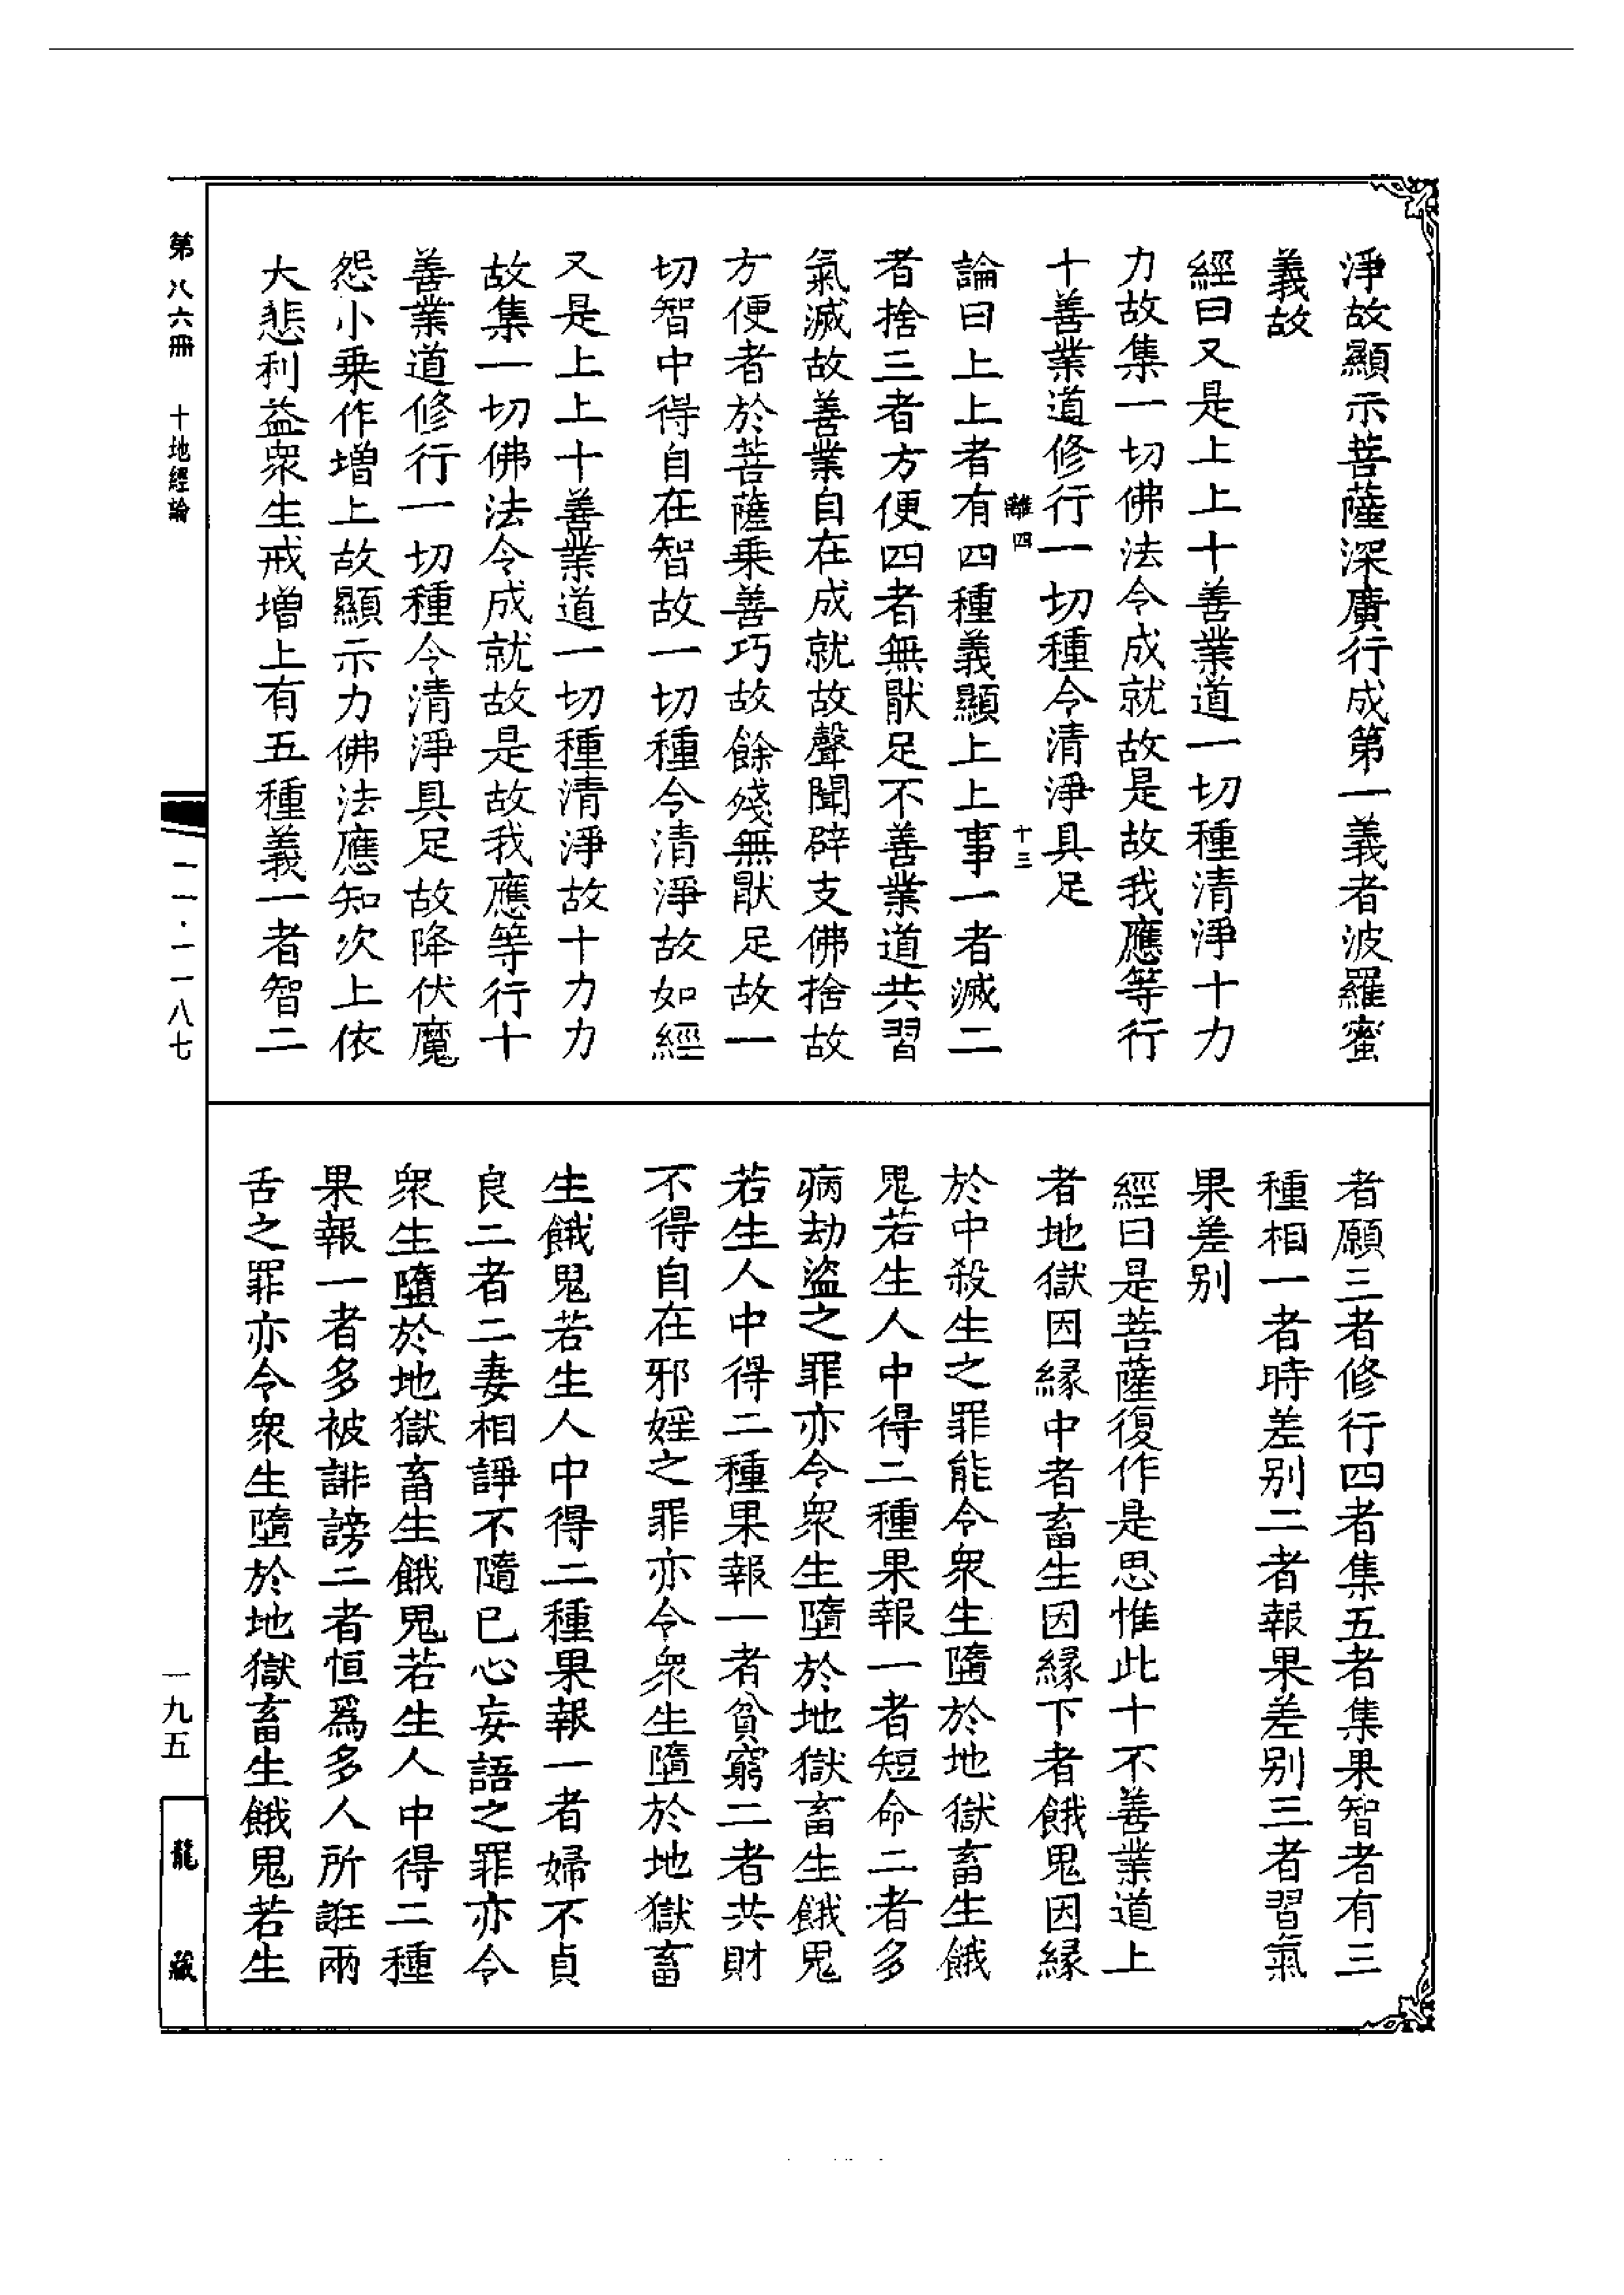 淨故顯示菩薩深廣行成第一義者波羅蜜
義故
經曰又是上上十善業道一切種清淨十力
力故集一切佛法令成就故是故我應等行
十善業道修行一切種令清淨具足
離四
十三
論曰上上者有四種義顯上上事一者滅二
者捨三者方便四者無猒足不善業道共習
氣滅故善業自在成就故聲聞辟支佛捨故
方便者於菩薩乘善巧故餘殘無猒足故一
切智中得自在智故一切種令清淨故如經
又是上上十善業道一切種清淨故十力力
故集一切佛法令成就故是故我應等行十
善業道修行一切種令清淨具足故降伏魔
怨小乘作增上故顯示力佛法應知次上依
大悲利益衆生戒增上有五種義一者智二
者願三者修行四者集五者集果智者有三
種相一者時差別二者報果差別三者習氣
果差別
經曰是菩薩復作是思惟此十不善業道上
者地獄因緣中者畜生因緣下者餓鬼因緣
於中殺生之罪能令衆生墮於地獄畜生餓
鬼若生人中得二種果報一者短命二者多
病劫盜之罪亦令衆生墮於地獄畜生餓鬼
若生人中得二種果報一者貧窮二者共財
不得自在邪婬之罪亦令衆生墮於地獄畜
生餓鬼若生人中得二種果報一者婦不貞
良二者二妻相諍不隨已心妄語之罪亦令
衆生墮於地獄畜生餓鬼若生人中得二種
果報一者多被誹謗二者恒爲多人所誑兩
舌之罪亦令衆生墮於地獄畜生餓鬼若生
第八六冊 十地經論
一一·一一八七
一九五
龍藏